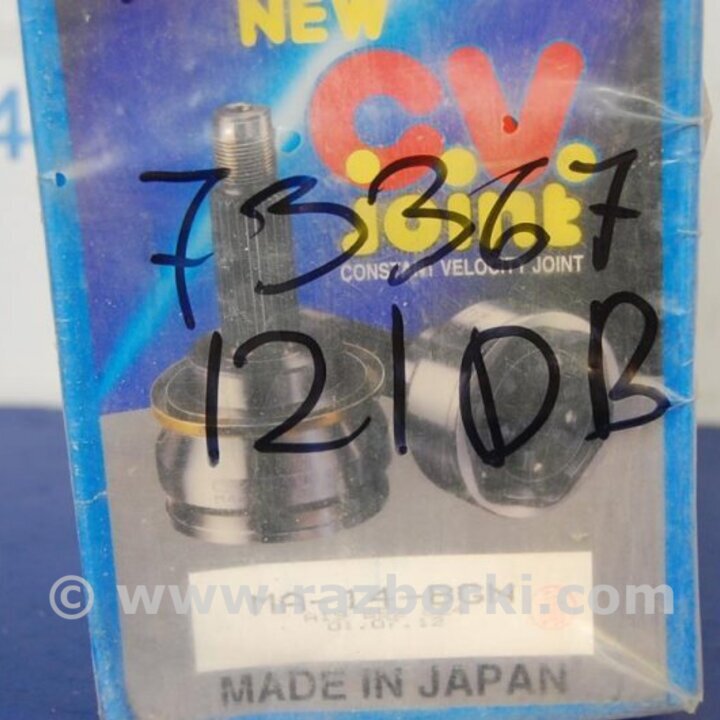 NEW
CV
joint
CONSTANT VELOCITY JOINT
73367
121DB
© www.razborki.com
MADE IN JAPAN